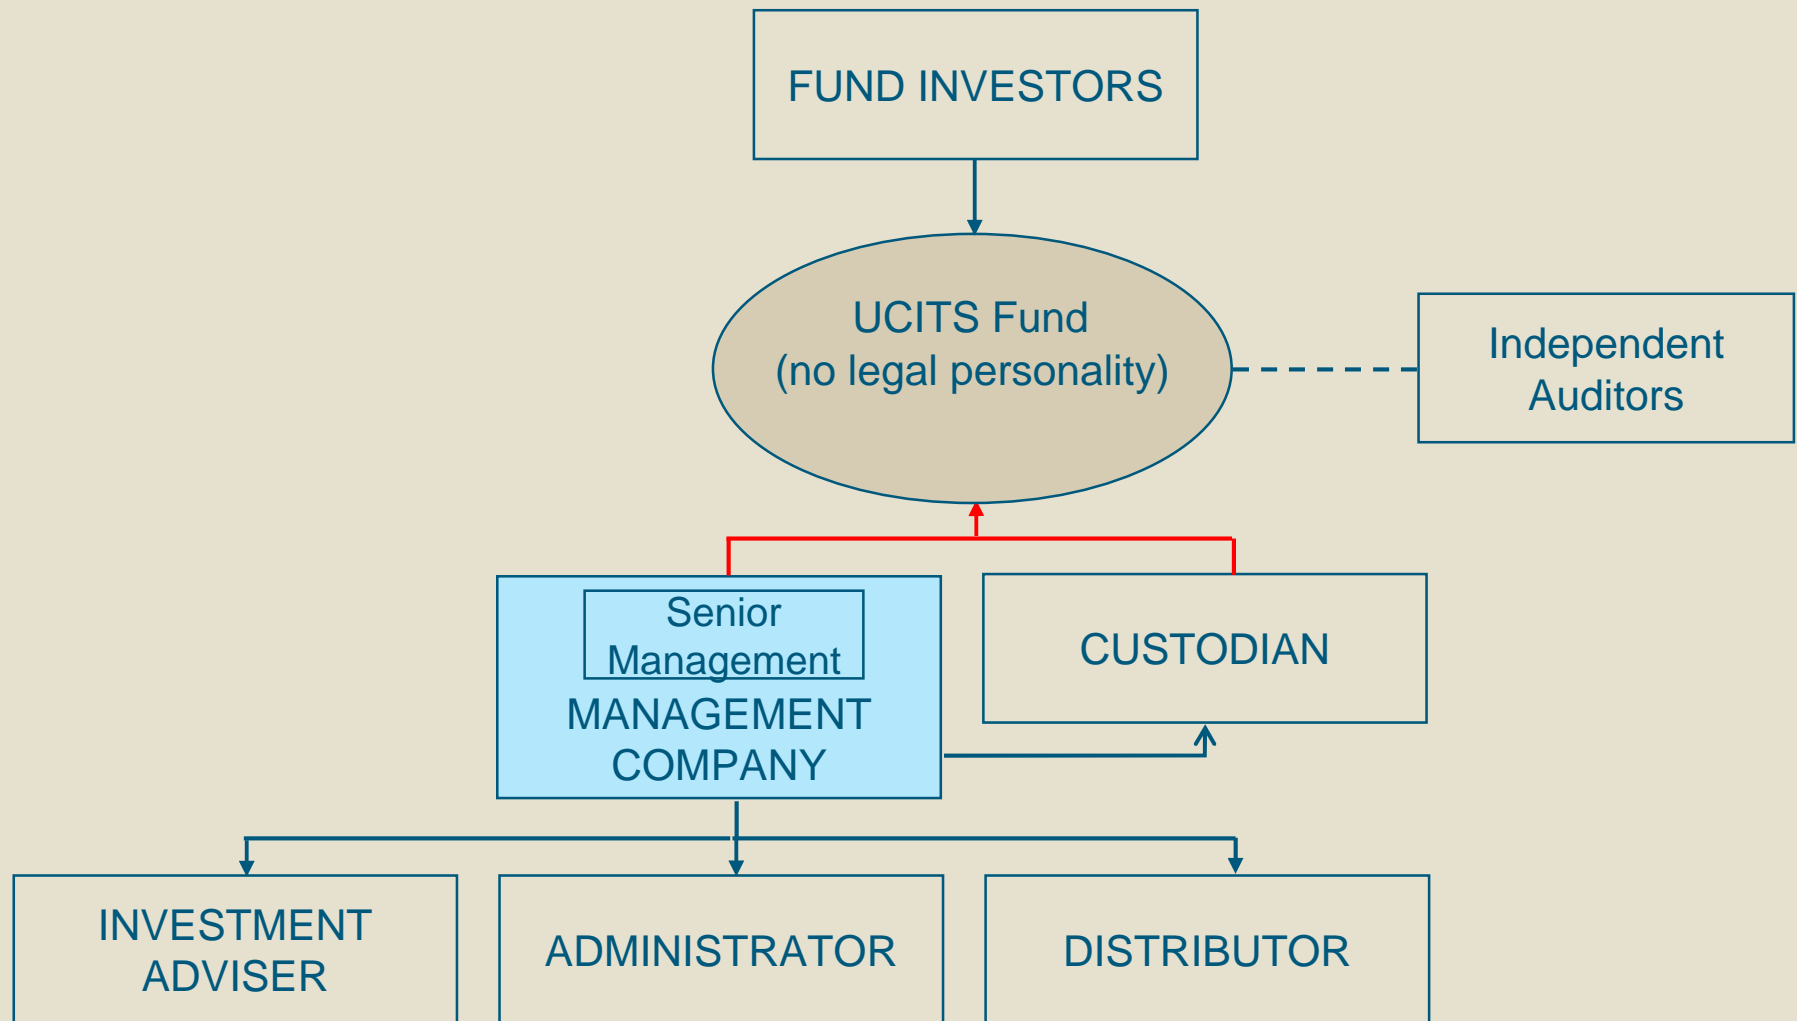 FUND INVESTORS
UCITS Fund
(no legal personality)
Independent
Auditors
Senior
Management
MANAGEMENT
COMPANY
CUSTODIAN
INVESTMENT
ADVISER
ADMINISTRATOR
DISTRIBUTOR